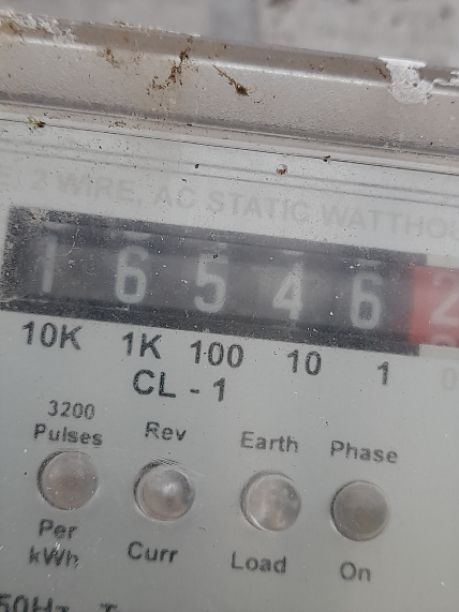 2 WIRE, AC STATIC WATTHOU
1 6 5 4 6 2
10K 1K 100 10 1
CL - 1
3200
Pulses Rev Earth Phase
Per
kWh Curr Load On
50Hz